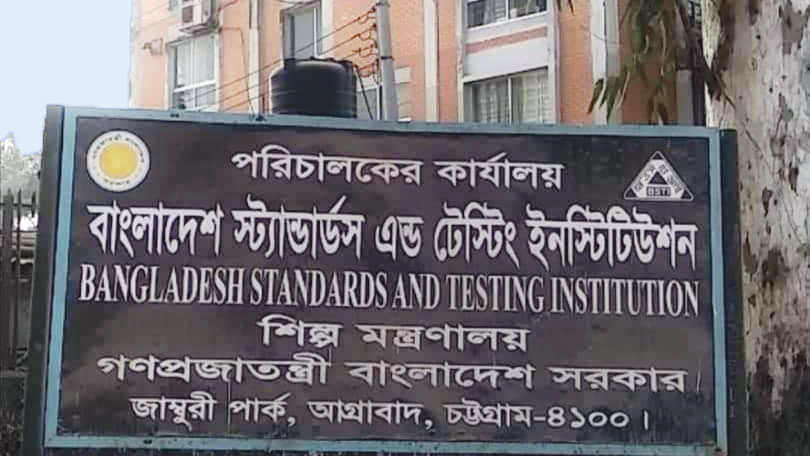 পরিচালকের কার্যালয়
বাংলাদেশ স্ট্যান্ডার্ডস এন্ড টেস্টিং ইনস্টিটিউশন
BANGLADESH STANDARDS AND TESTING INSTITUTION
শিল্প মন্ত্রণালয়
গণপ্রজাতন্ত্রী বাংলাদেশ সরকার
জাম্বুরী পার্ক, আগ্রাবাদ, চট্টগ্রাম-৪১০০।
BSTI